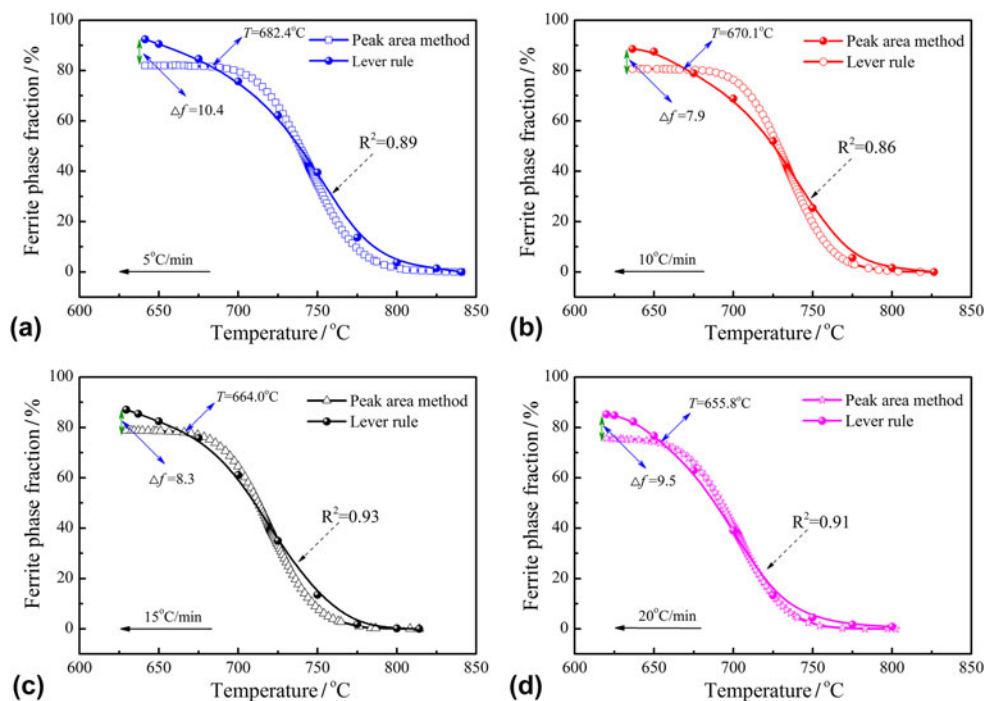 100
80
60
40
20
0
Ferrite phase fraction / %
T=682.4°C
Peak area method
Lever rule
△f =10.4
R²=0.89
5°C/min
600 650 700 750 800 850
Temperature / °C
(a)
100
80
60
40
20
0
Ferrite phase fraction / %
T=670.1°C
Peak area method
Lever rule
△f =7.9
R²=0.86
10°C/min
600 650 700 750 800 850
Temperature / °C
(b)
100
80
60
40
20
0
Ferrite phase fraction / %
T=664.0°C
Peak area method
Lever rule
△f =8.3
R²=0.93
15°C/min
600 650 700 750 800 850
Temperature / °C
(c)
100
80
60
40
20
0
Ferrite phase fraction / %
T=655.8°C
Peak area method
Lever rule
△f =9.5
R²=0.91
20°C/min
600 650 700 750 800 850
Temperature / °C
(d)